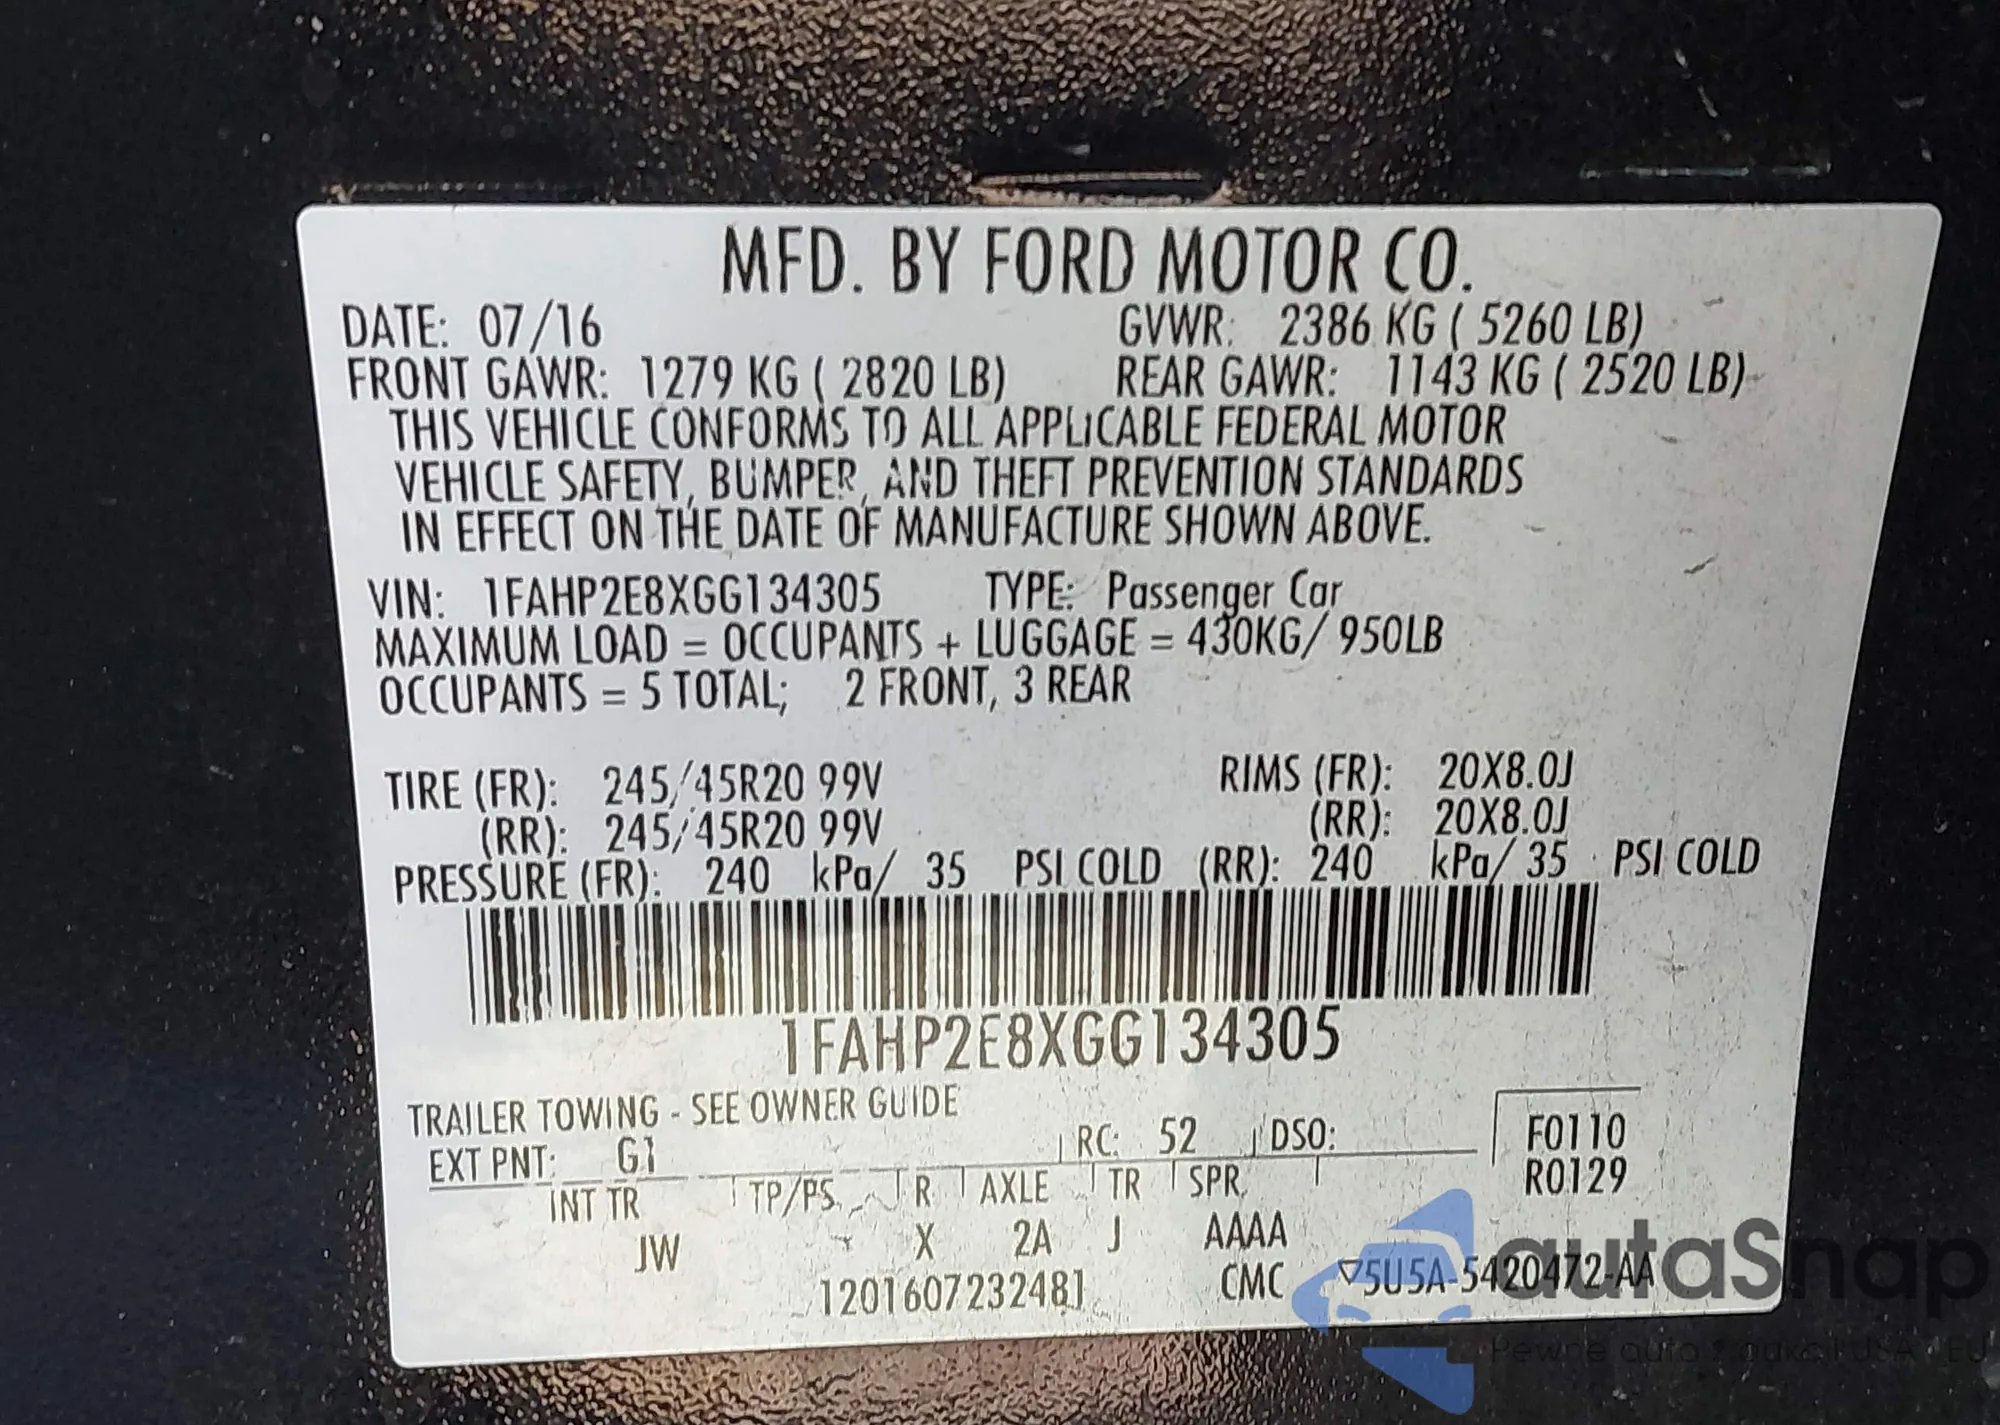 MFD. BY FORD MOTOR CO.
DATE: 07/16 GVWR: 2386 KG ( 5260 LB)
FRONT GAWR: 1279 KG ( 2820 LB) REAR GAWR: 1143 KG ( 2520 LB)
THIS VEHICLE CONFORMS TO ALL APPLICABLE FEDERAL MOTOR
VEHICLE SAFETY, BUMPER, AND THEFT PREVENTION STANDARDS
IN EFFECT ON THE DATE OF MANUFACTURE SHOWN ABOVE.
VIN: 1FAHP2E8XGG134305 TYPE: Passenger Car
MAXIMUM LOAD = OCCUPANTS + LUGGAGE = 430KG/ 950LB
OCCUPANTS = 5 TOTAL; 2 FRONT, 3 REAR
TIRE (FR): 245/45R20 99V RIMS (FR): 20X8.0J
(RR): 245/45R20 99V (RR): 20X8.0J
PRESSURE (FR): 240 kPa/ 35 PSI COLD (RR): 240 kPa/ 35 PSI COLD
1FAHP2E8XGG134305
TRAILER TOWING - SEE OWNER GUIDE
EXT PNT: G1 RC: 52 DSO: F0110
R0129
INT TR TP/PS R AXLE TR SPR
JW X 2A J AAAA
120160723248J CMC ▽5U5A-5420472-AA
autaSnap
Pewne auta z aukcji USA EU